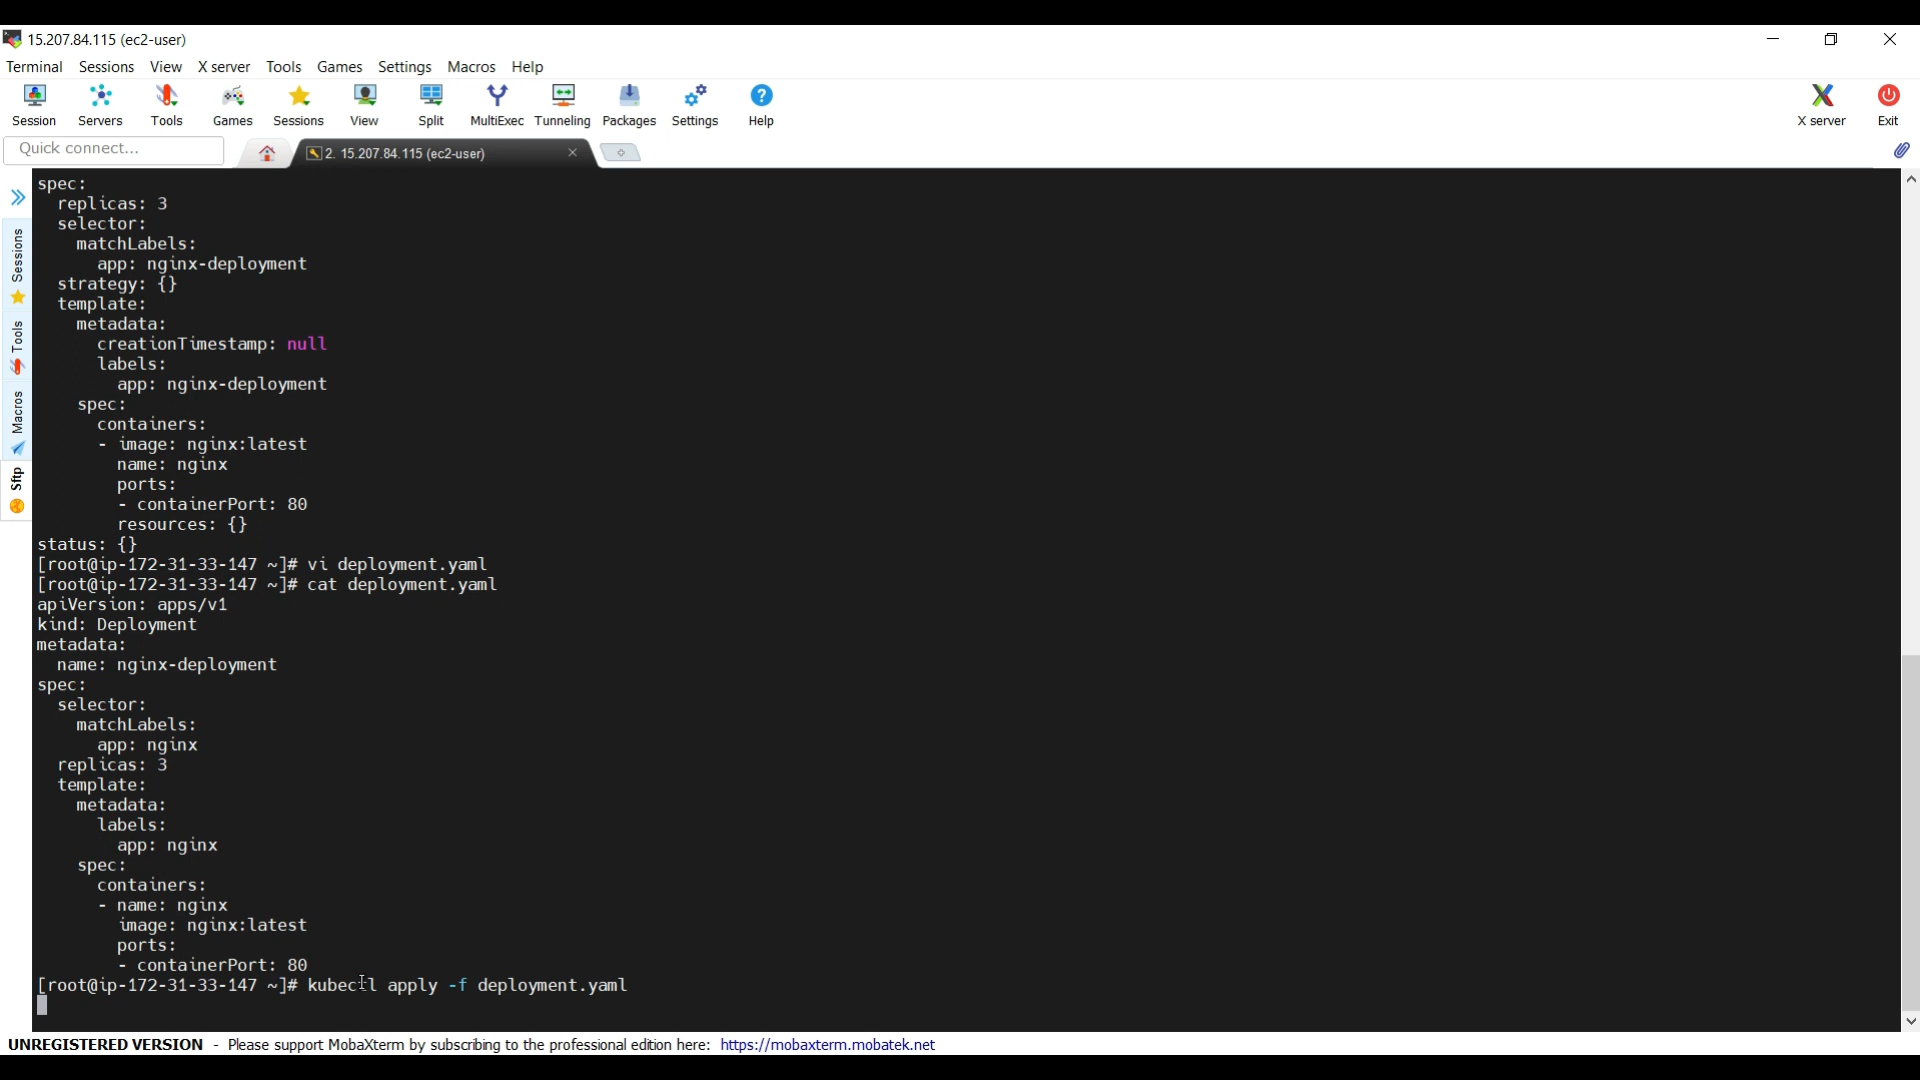 15.207.84.115 (ec2-user)
Terminal Sessions View X server Tools Games Settings Macros Help
Session Servers Tools Games Sessions View Split MultiExec Tunneling Packages Settings Help X server Exit
Quick connect... 2. 15.207.84.115 (ec2-user)
Sessions
Tools
Macros
Sftp
spec:
  replicas: 3
  selector:
    matchLabels:
      app: nginx-deployment
  strategy: {}
  template:
    metadata:
      creationTimestamp: null
      labels:
        app: nginx-deployment
    spec:
      containers:
      - image: nginx:latest
        name: nginx
        ports:
        - containerPort: 80
        resources: {}
status: {}
[root@ip-172-31-33-147 ~]# vi deployment.yaml
[root@ip-172-31-33-147 ~]# cat deployment.yaml
apiVersion: apps/v1
kind: Deployment
metadata:
  name: nginx-deployment
spec:
  selector:
    matchLabels:
      app: nginx
  replicas: 3
  template:
    metadata:
      labels:
        app: nginx
    spec:
      containers:
      - name: nginx
        image: nginx:latest
        ports:
        - containerPort: 80
[root@ip-172-31-33-147 ~]# kubectl apply -f deployment.yaml
UNREGISTERED VERSION - Please support MobaXterm by subscribing to the professional edition here: https://mobaxterm.mobatek.net